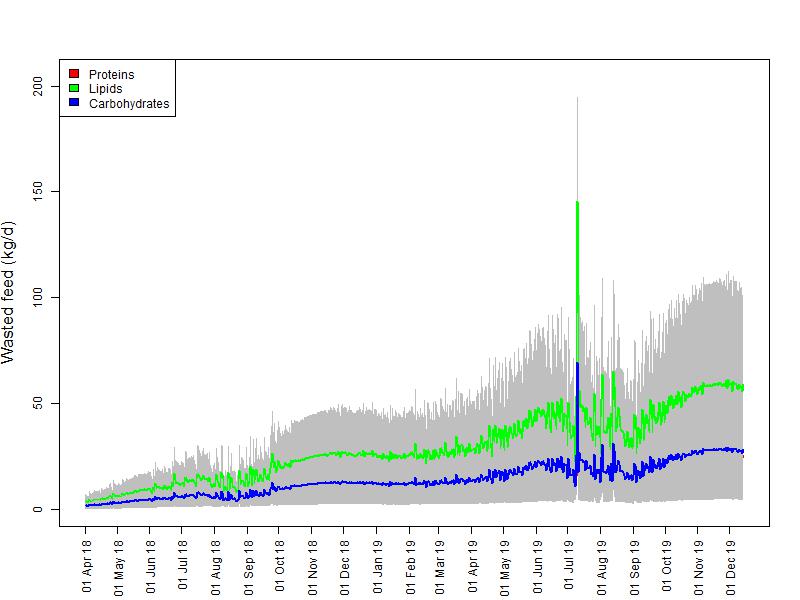 Proteins
Lipids
Carbohydrates
Wasted feed (kg/d)
200
150
100
50
0
01 Apr 18
01 May 18
01 Jun 18
01 Jul 18
01 Aug 18
01 Sep 18
01 Oct 18
01 Nov 18
01 Dec 18
01 Jan 19
01 Feb 19
01 Mar 19
01 Apr 19
01 May 19
01 Jun 19
01 Jul 19
01 Aug 19
01 Sep 19
01 Oct 19
01 Nov 19
01 Dec 19